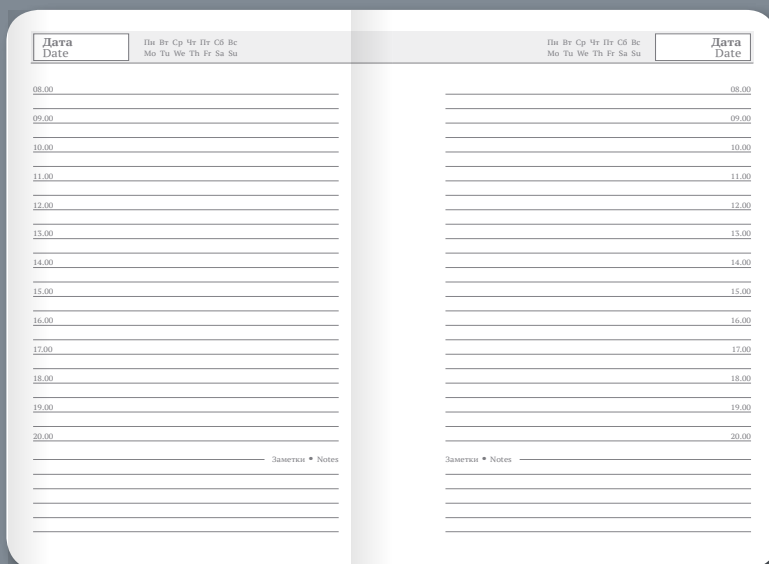 Дата
Date
Пн Вт Ср Чт Пт Сб Вс
Mo Tu We Th Fr Sa Su
08.00
09.00
10.00
11.00
12.00
13.00
14.00
15.00
16.00
17.00
18.00
19.00
20.00
Заметки • Notes
Пн Вт Ср Чт Пт Сб Вс
Mo Tu We Th Fr Sa Su
Дата
Date
08.00
09.00
10.00
11.00
12.00
13.00
14.00
15.00
16.00
17.00
18.00
19.00
20.00
Заметки • Notes